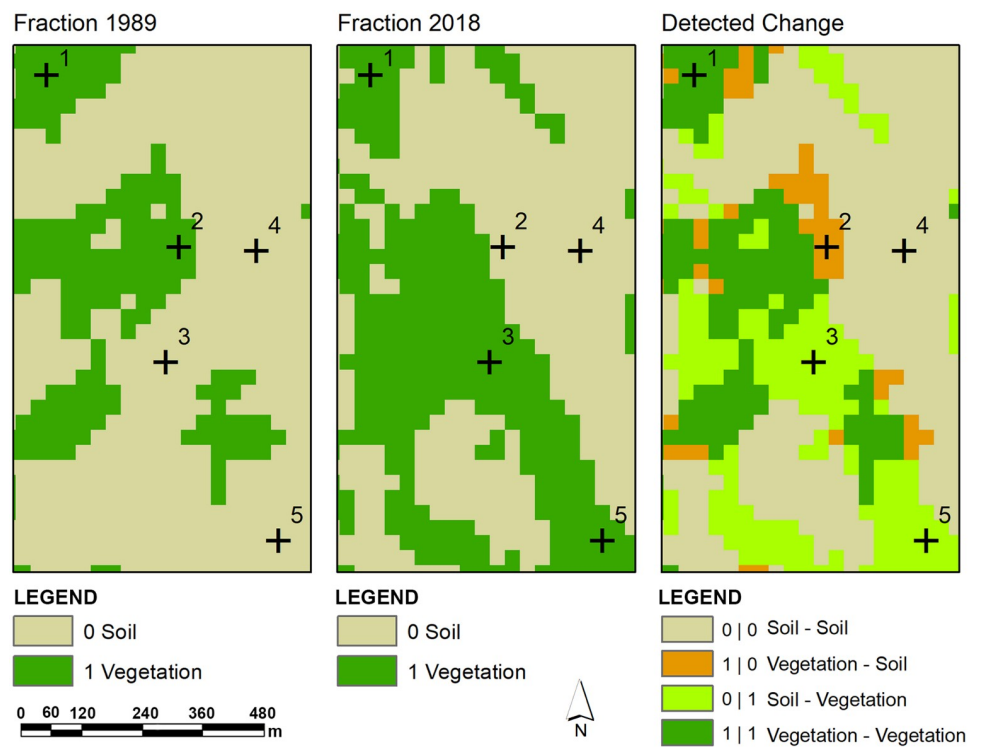 Fraction 1989
Fraction 2018
Detected Change
1
2
4
3
5
1
2
4
3
5
1
2
4
3
5
LEGEND
0 Soil
1 Vegetation
0 60 120 240 360 480
m
LEGEND
0 Soil
1 Vegetation
N
LEGEND
0 | 0 Soil - Soil
1 | 0 Vegetation - Soil
0 | 1 Soil - Vegetation
1 | 1 Vegetation - Vegetation